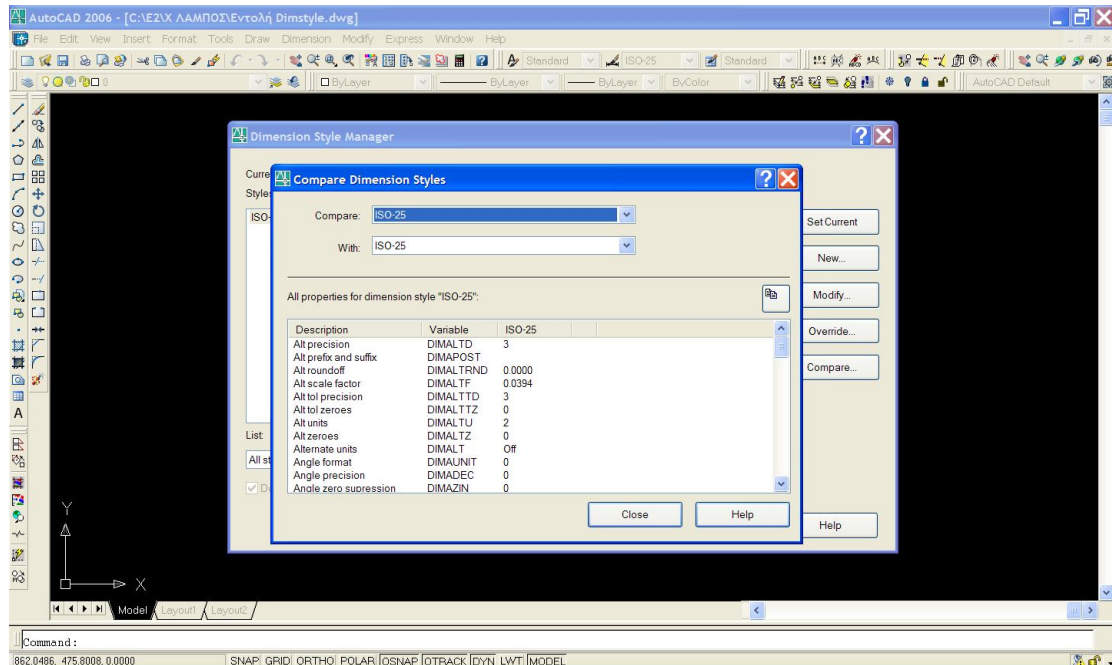 AutoCAD 2006 - [C:\E2\Χ ΛΑΜΠΟΣ\Εντολή Dimstyle.dwg]
File Edit View Insert Format Tools Draw Dimension Modify Express Window Help
Standard ISO-25 Standard
0 ByLayer ByLayer ByLayer ByColor AutoCAD Default
Dimension Style Manager
Curre
Style
ISO-
Compare Dimension Styles
Compare: ISO-25
With: ISO-25
All properties for dimension style "ISO-25":
Description Variable ISO-25
Alt precision DIMALTD 3
Alt prefix and suffix DIMAPOST
Alt roundoff DIMALTRND 0.0000
Alt scale factor DIMALTF 0.0394
Alt tol precision DIMALTTD 3
Alt tol zeroes DIMALTTZ 0
Alt units DIMALTU 2
Alt zeroes DIMALTZ 0
Alternate units DIMALT Off
Angle format DIMAUNIT 0
Angle precision DIMADEC 0
Angle zero supression DIMAZIN 0
Close Help
Set Current
New...
Modify...
Override...
Compare...
List
All st
D
Help
A
Y
X
Model Layout1 Layout2
Command:
862.0486, 475.8008, 0.0000 SNAP GRID ORTHO POLAR OSNAP OTRACK DYN LWT MODEL